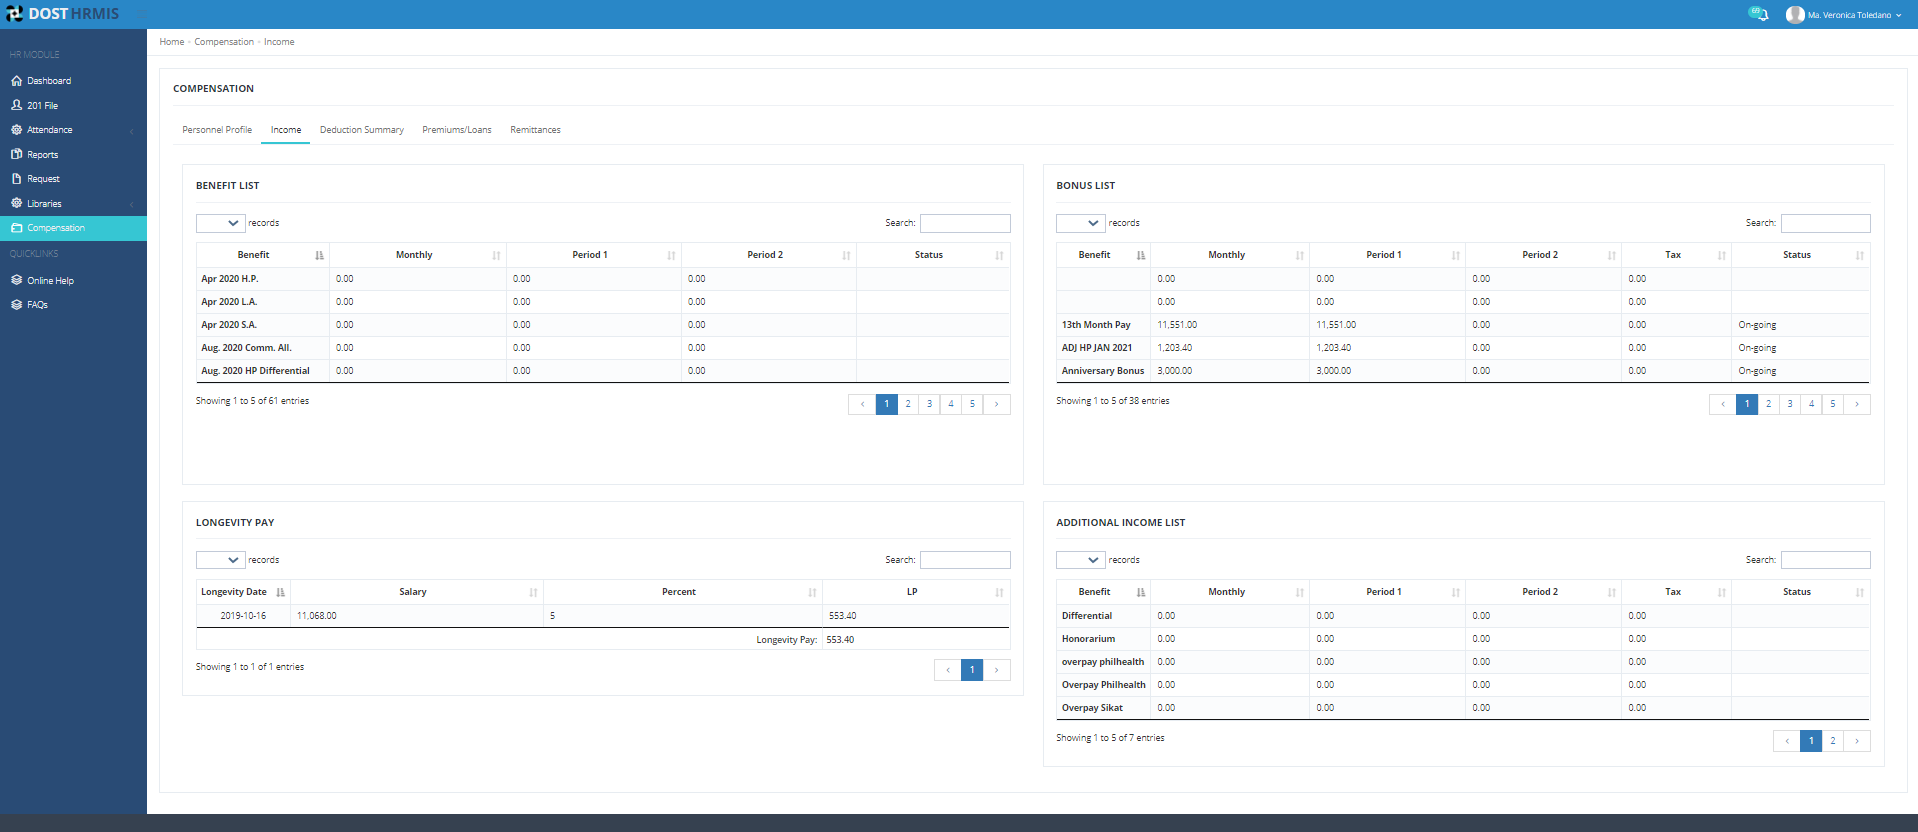 DOST HRMIS
69
Ma. Veronica Toledano
HR MODULE
Dashboard
201 File
Attendance
Reports
Request
Libraries
Compensation
QUICKLINKS
Online Help
FAQs
Home - Compensation - Income
COMPENSATION
Personnel Profile Income Deduction Summary Premiums/Loans Remittances
BENEFIT LIST
records Search:
Benefit Monthly Period 1 Period 2 Status
Apr 2020 H.P. 0.00 0.00 0.00
Apr 2020 L.A. 0.00 0.00 0.00
Apr 2020 S.A. 0.00 0.00 0.00
Aug. 2020 Comm. All. 0.00 0.00 0.00
Aug. 2020 HP Differential 0.00 0.00 0.00
Showing 1 to 5 of 61 entries
‹ 1 2 3 4 5 ›
BONUS LIST
records Search:
Benefit Monthly Period 1 Period 2 Tax Status
0.00 0.00 0.00 0.00
0.00 0.00 0.00 0.00
13th Month Pay 11,551.00 11,551.00 0.00 0.00 On-going
ADJ HP JAN 2021 1,203.40 1,203.40 0.00 0.00 On-going
Anniversary Bonus 3,000.00 3,000.00 0.00 0.00 On-going
Showing 1 to 5 of 38 entries
‹ 1 2 3 4 5 ›
LONGEVITY PAY
records Search:
Longevity Date Salary Percent LP
2019-10-16 11,068.00 5 553.40
Longevity Pay: 553.40
Showing 1 to 1 of 1 entries
‹ 1 ›
ADDITIONAL INCOME LIST
records Search:
Benefit Monthly Period 1 Period 2 Tax Status
Differential 0.00 0.00 0.00 0.00
Honorarium 0.00 0.00 0.00 0.00
overpay philhealth 0.00 0.00 0.00 0.00
Overpay Philhealth 0.00 0.00 0.00 0.00
Overpay Sikat 0.00 0.00 0.00 0.00
Showing 1 to 5 of 7 entries
‹ 1 2 ›